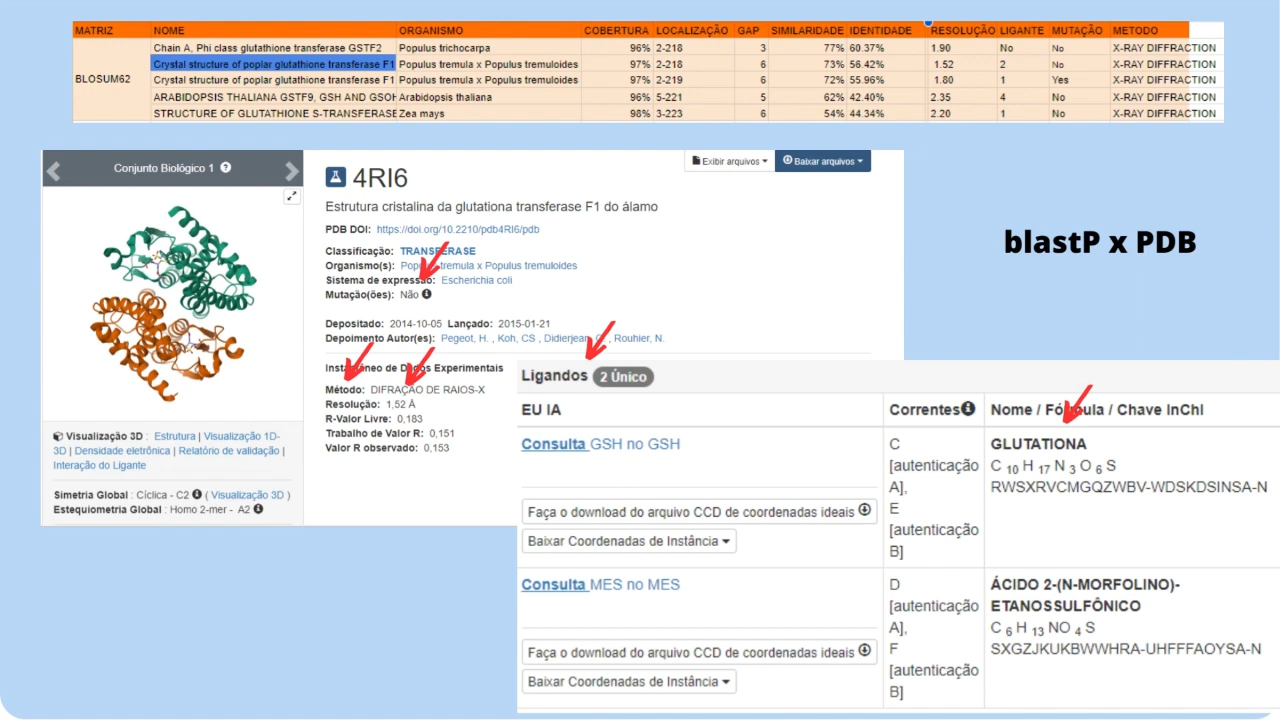 MATRIZ NOME ORGANISMO COBERTURA LOCALIZAÇÃO GAP SIMILARIDADE IDENTIDADE RESOLUÇÃO LIGANTE MUTAÇÃO METODO
Chain A, Phi class glutathione transferase GSTF2 Populus trichocarpa 96% 2-218 3 77% 60.37% 1.90 No No X-RAY DIFFRACTION
Crystal structure of poplar glutathione transferase F1 Populus tremula x Populus tremuloides 97% 2-218 6 73% 56.42% 1.52 2 No X-RAY DIFFRACTION
BLOSUM62 Crystal structure of poplar glutathione transferase F1 Populus tremula x Populus tremuloides 97% 2-219 6 72% 55.96% 1.80 1 Yes X-RAY DIFFRACTION
ARABIDOPSIS THALIANA GSTF9, GSH AND GSOH Arabidopsis thaliana 96% 5-221 5 62% 42.40% 2.35 4 No X-RAY DIFFRACTION
STRUCTURE OF GLUTATHIONE S-TRANSFERASE Zea mays 98% 3-223 6 54% 44.34% 2.20 1 No X-RAY DIFFRACTION
Conjunto Biológico 1
Exibir arquivos Baixar arquivos
4RI6
Estrutura cristalina da glutationa transferase F1 do álamo
PDB DOI: https://doi.org/10.2210/pdb4RI6/pdb
Classificação: TRANSFERASE
Organismo(s): Populus tremula x Populus tremuloides
Sistema de expressão: Escherichia coli
Mutação(ões): Não
Depositado: 2014-10-05 Lançado: 2015-01-21
Depoimento Autor(es): Pegeot, H. , Koh, CS , Didierjean, C. , Rouhier, N.
Instantâneo de Dados Experimentais
Método: DIFRAÇÃO DE RAIOS-X
Resolução: 1,52 Å
R-Valor Livre: 0,183
Trabalho de Valor R: 0,151
Valor R observado: 0,153
Visualização 3D : Estrutura | Visualização 1D-
3D | Densidade eletrônica | Relatório de validação |
Interação do Ligante
Simetria Global : Cíclica - C2 ( Visualização 3D )
Estequiometria Global : Homo 2-mer - A2
blastP x PDB
Ligandos 2 Único
EU IA Correntes Nome / Fórmula / Chave InChI
Consulta GSH no GSH
Faça o download do arquivo CCD de coordenadas ideais
Baixar Coordenadas de Instância
C
[autenticação
A],
E
[autenticação
B]
GLUTATIONA
C 10 H 17 N 3 O 6 S
RWSXRVCMGQZWBV-WDSKDSINSA-N
Consulta MES no MES
Faça o download do arquivo CCD de coordenadas ideais
Baixar Coordenadas de Instância
D
[autenticação
A],
F
[autenticação
B]
ÁCIDO 2-(N-MORFOLINO)-
ETANOSSULFÔNICO
C 6 H 13 NO 4 S
SXGZJKUKBWWHRA-UHFFFAOYSA-N